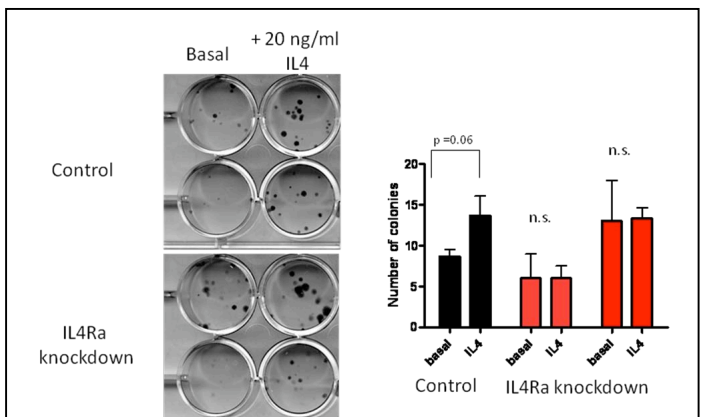 Basal
+ 20 ng/ml
IL4
Control
IL4Ra
knockdown
p =0.06
n.s.
n.s.
Number of colonies
20
15
10
5
0
basal
IL4
basal
IL4
basal
IL4
Control
IL4Ra knockdown